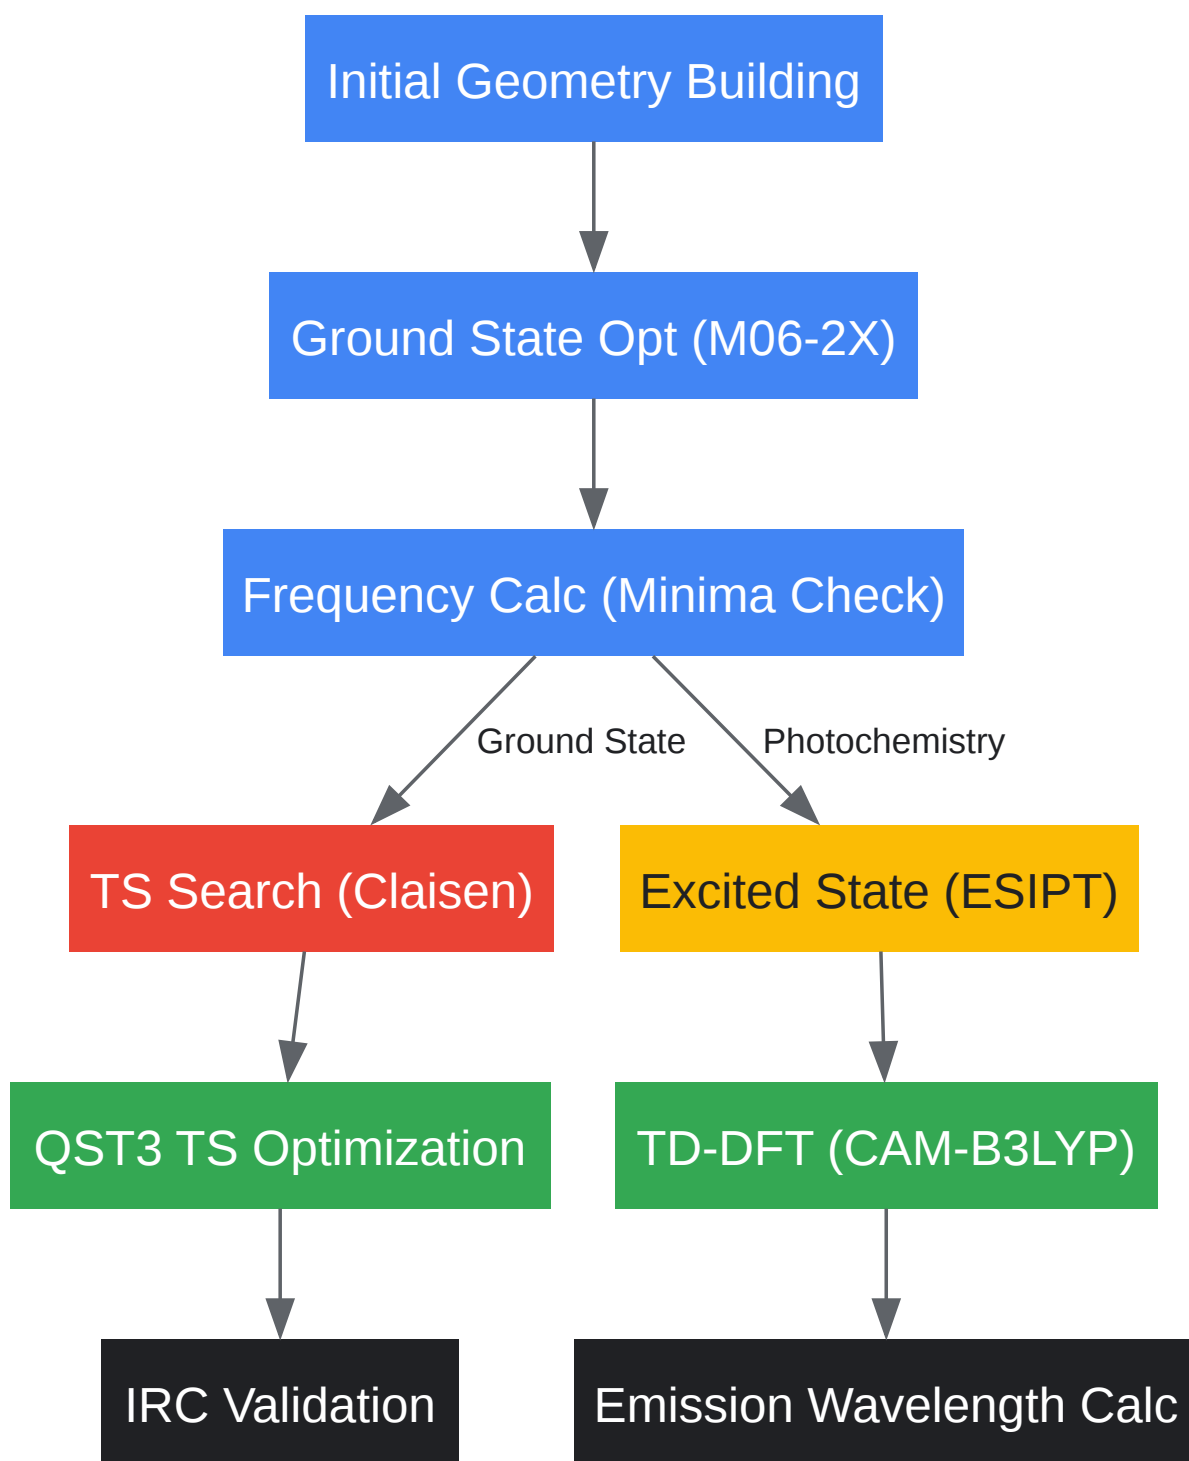 Initial Geometry Building
Ground State Opt (M06-2X)
Frequency Calc (Minima Check)
Ground State
Photochemistry
TS Search (Claisen)
Excited State (ESIPT)
QST3 TS Optimization
TD-DFT (CAM-B3LYP)
IRC Validation
Emission Wavelength Calc